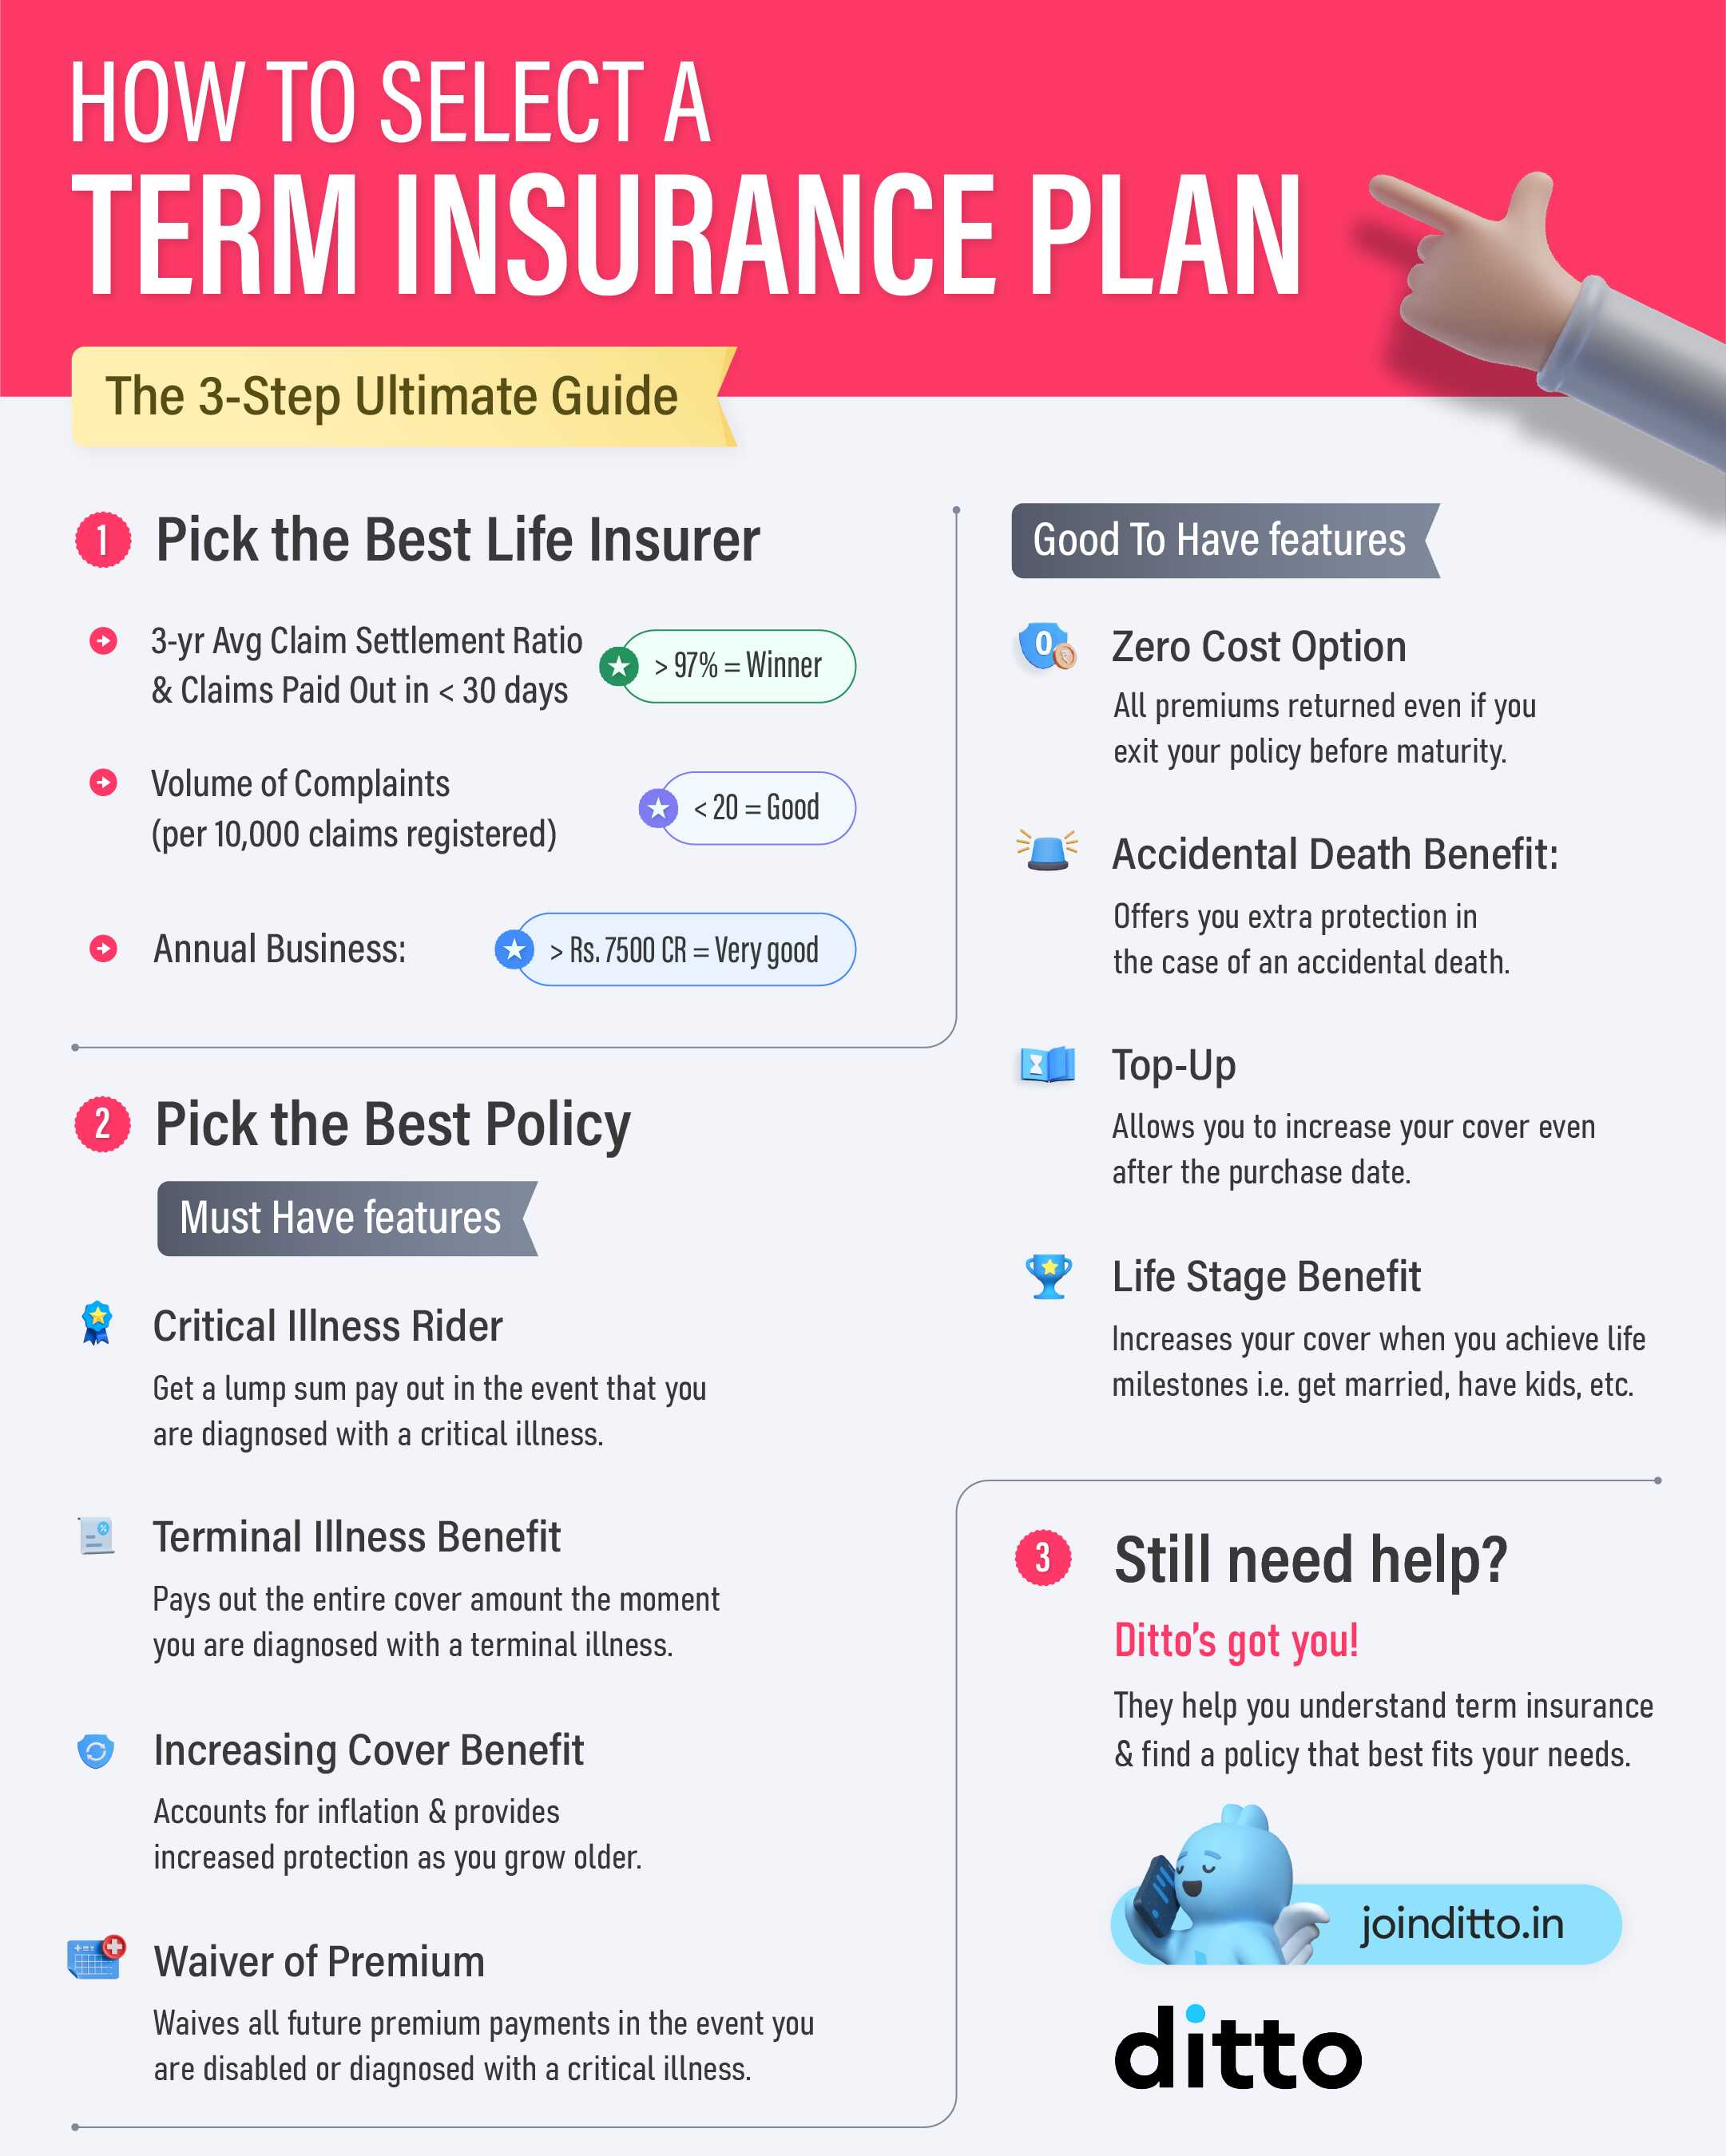 HOW TO SELECT A
TERM INSURANCE PLAN
The 3-Step Ultimate Guide
1 Pick the Best Life Insurer
3-yr Avg Claim Settlement Ratio
& Claims Paid Out in < 30 days
> 97% = Winner
Volume of Complaints
(per 10,000 claims registered)
< 20 = Good
Annual Business:
> Rs. 7500 CR = Very good
2 Pick the Best Policy
Must Have features
Critical Illness Rider
Get a lump sum pay out in the event that you
are diagnosed with a critical illness.
Terminal Illness Benefit
Pays out the entire cover amount the moment
you are diagnosed with a terminal illness.
Increasing Cover Benefit
Accounts for inflation & provides
increased protection as you grow older.
Waiver of Premium
Waives all future premium payments in the event you
are disabled or diagnosed with a critical illness.
Good To Have features
0
Zero Cost Option
All premiums returned even if you
exit your policy before maturity.
Accidental Death Benefit:
Offers you extra protection in
the case of an accidental death.
Top-Up
Allows you to increase your cover even
after the purchase date.
Life Stage Benefit
Increases your cover when you achieve life
milestones i.e. get married, have kids, etc.
3 Still need help?
Ditto's got you!
They help you understand term insurance
& find a policy that best fits your needs.
joinditto.in
ditto